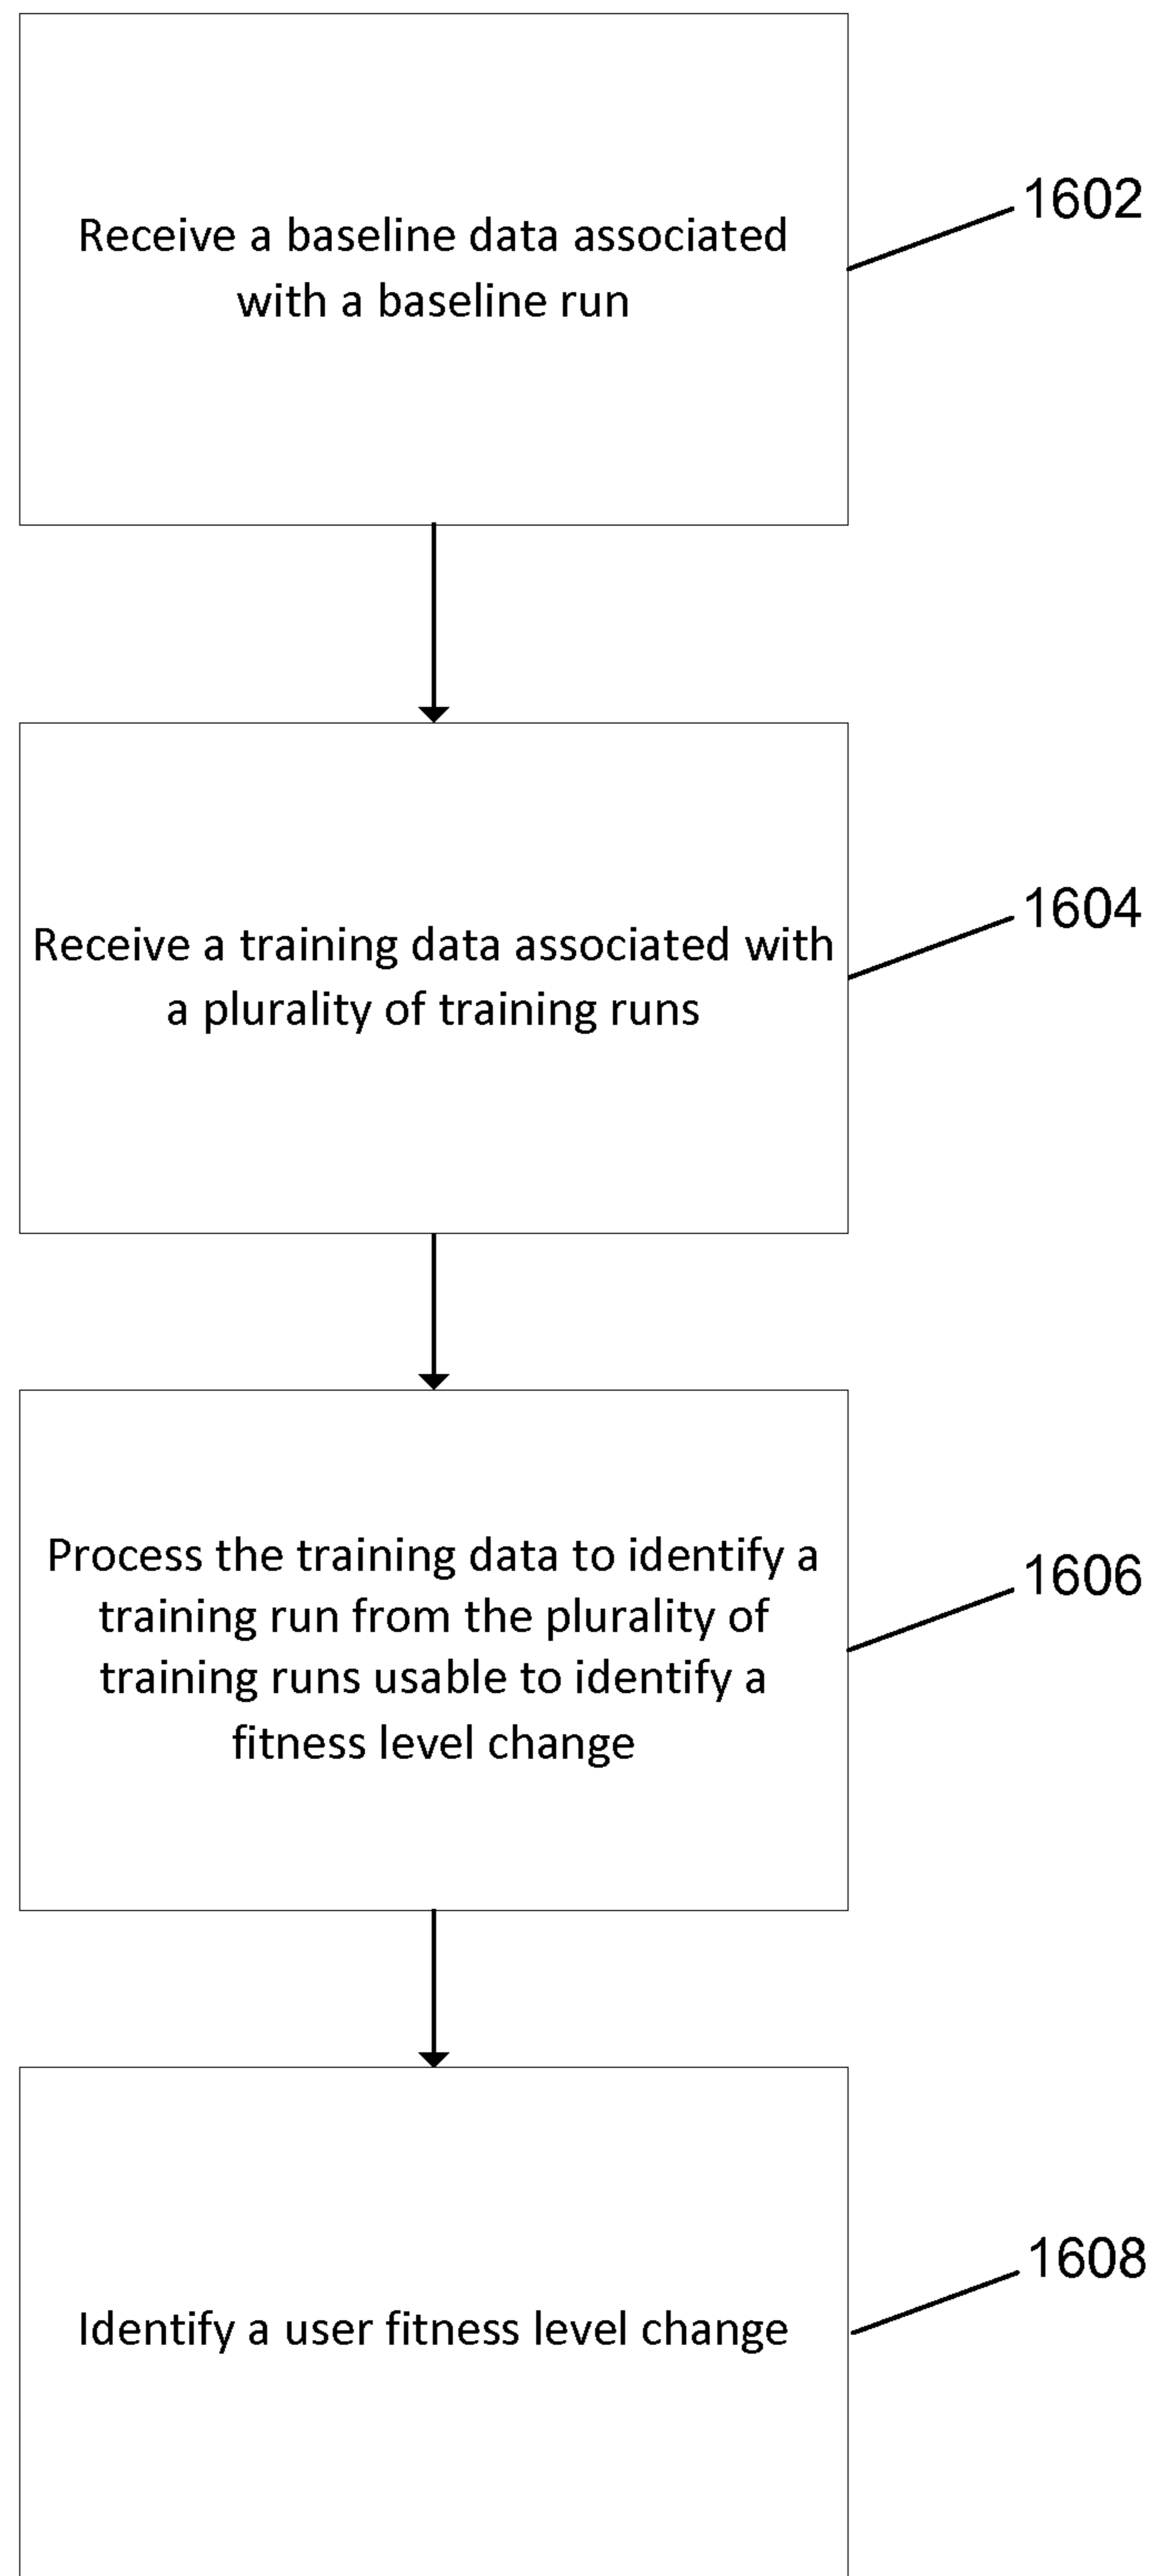 Receive a baseline data associated
with a baseline run
1602
Receive a training data associated with
a plurality of training runs
1604
Process the training data to identify a
training run from the plurality of
training runs usable to identify a
fitness level change
1606
Identify a user fitness level change
1608